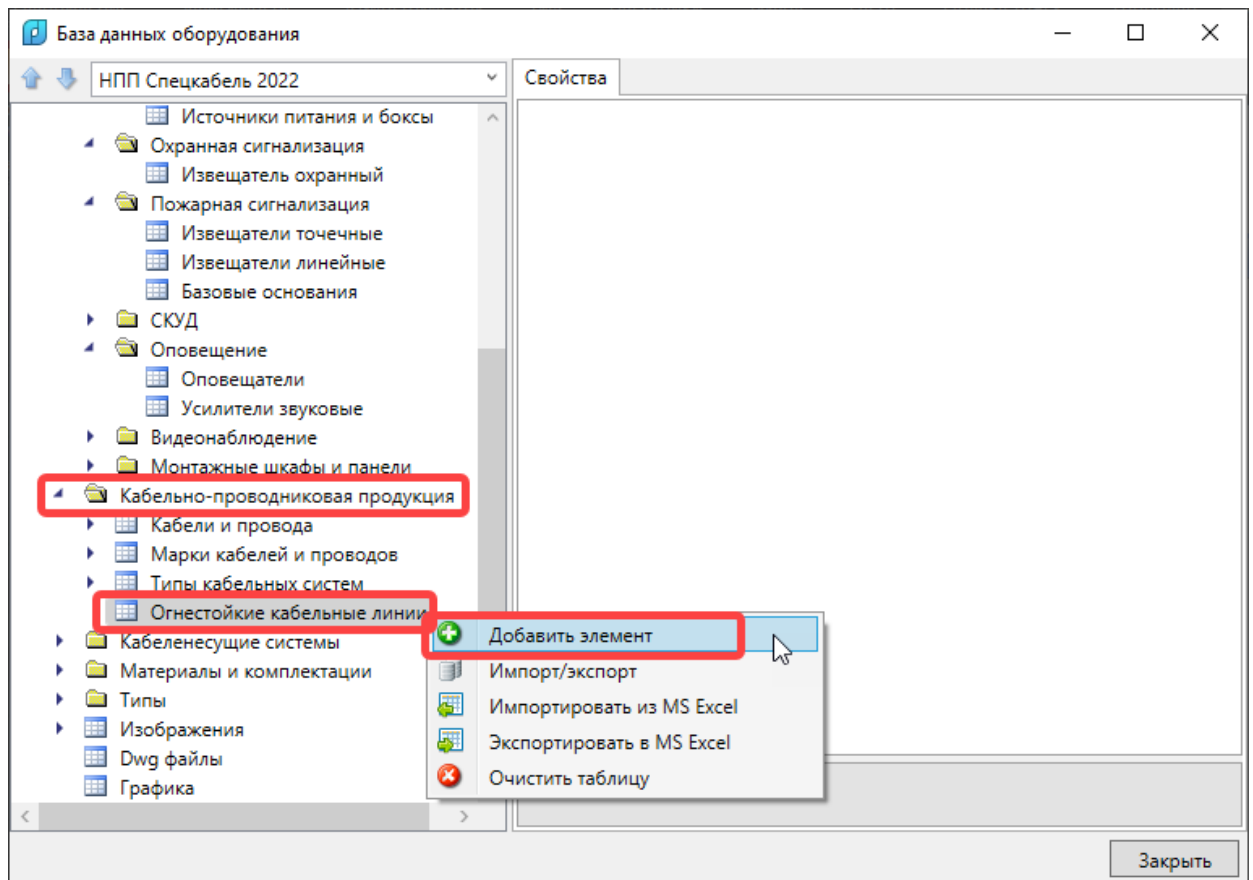 База данных оборудования
НПП Спецкабель 2022
Свойства
Источники питания и боксы
Охранная сигнализация
Извещатель охранный
Пожарная сигнализация
Извещатели точечные
Извещатели линейные
Базовые основания
СКУД
Оповещение
Оповещатели
Усилители звуковые
Видеонаблюдение
Монтажные шкафы и панели
Кабельно-проводниковая продукция
Кабели и провода
Марки кабелей и проводов
Типы кабельных систем
Огнестойкие кабельные линии
Добавить элемент
Кабеленесущие системы
Импорт/экспорт
Материалы и комплектации
Типы
Импортировать из MS Excel
Изображения
Экспортировать в MS Excel
Dwg файлы
Очистить таблицу
Графика
Закрыть